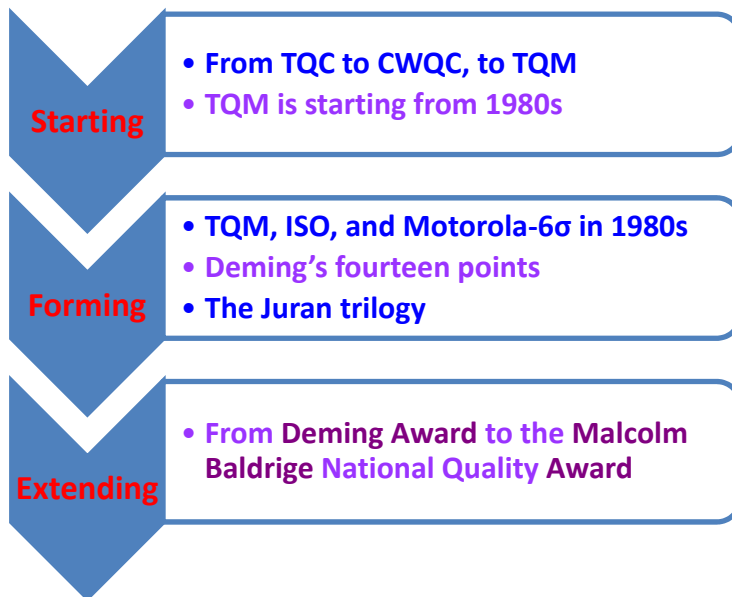 Starting
• From TQC to CWQC, to TQM
• TQM is starting from 1980s
Forming
• TQM, ISO, and Motorola-6σ in 1980s
• Deming’s fourteen points
• The Juran trilogy
Extending
• From Deming Award to the Malcolm
Baldrige National Quality Award